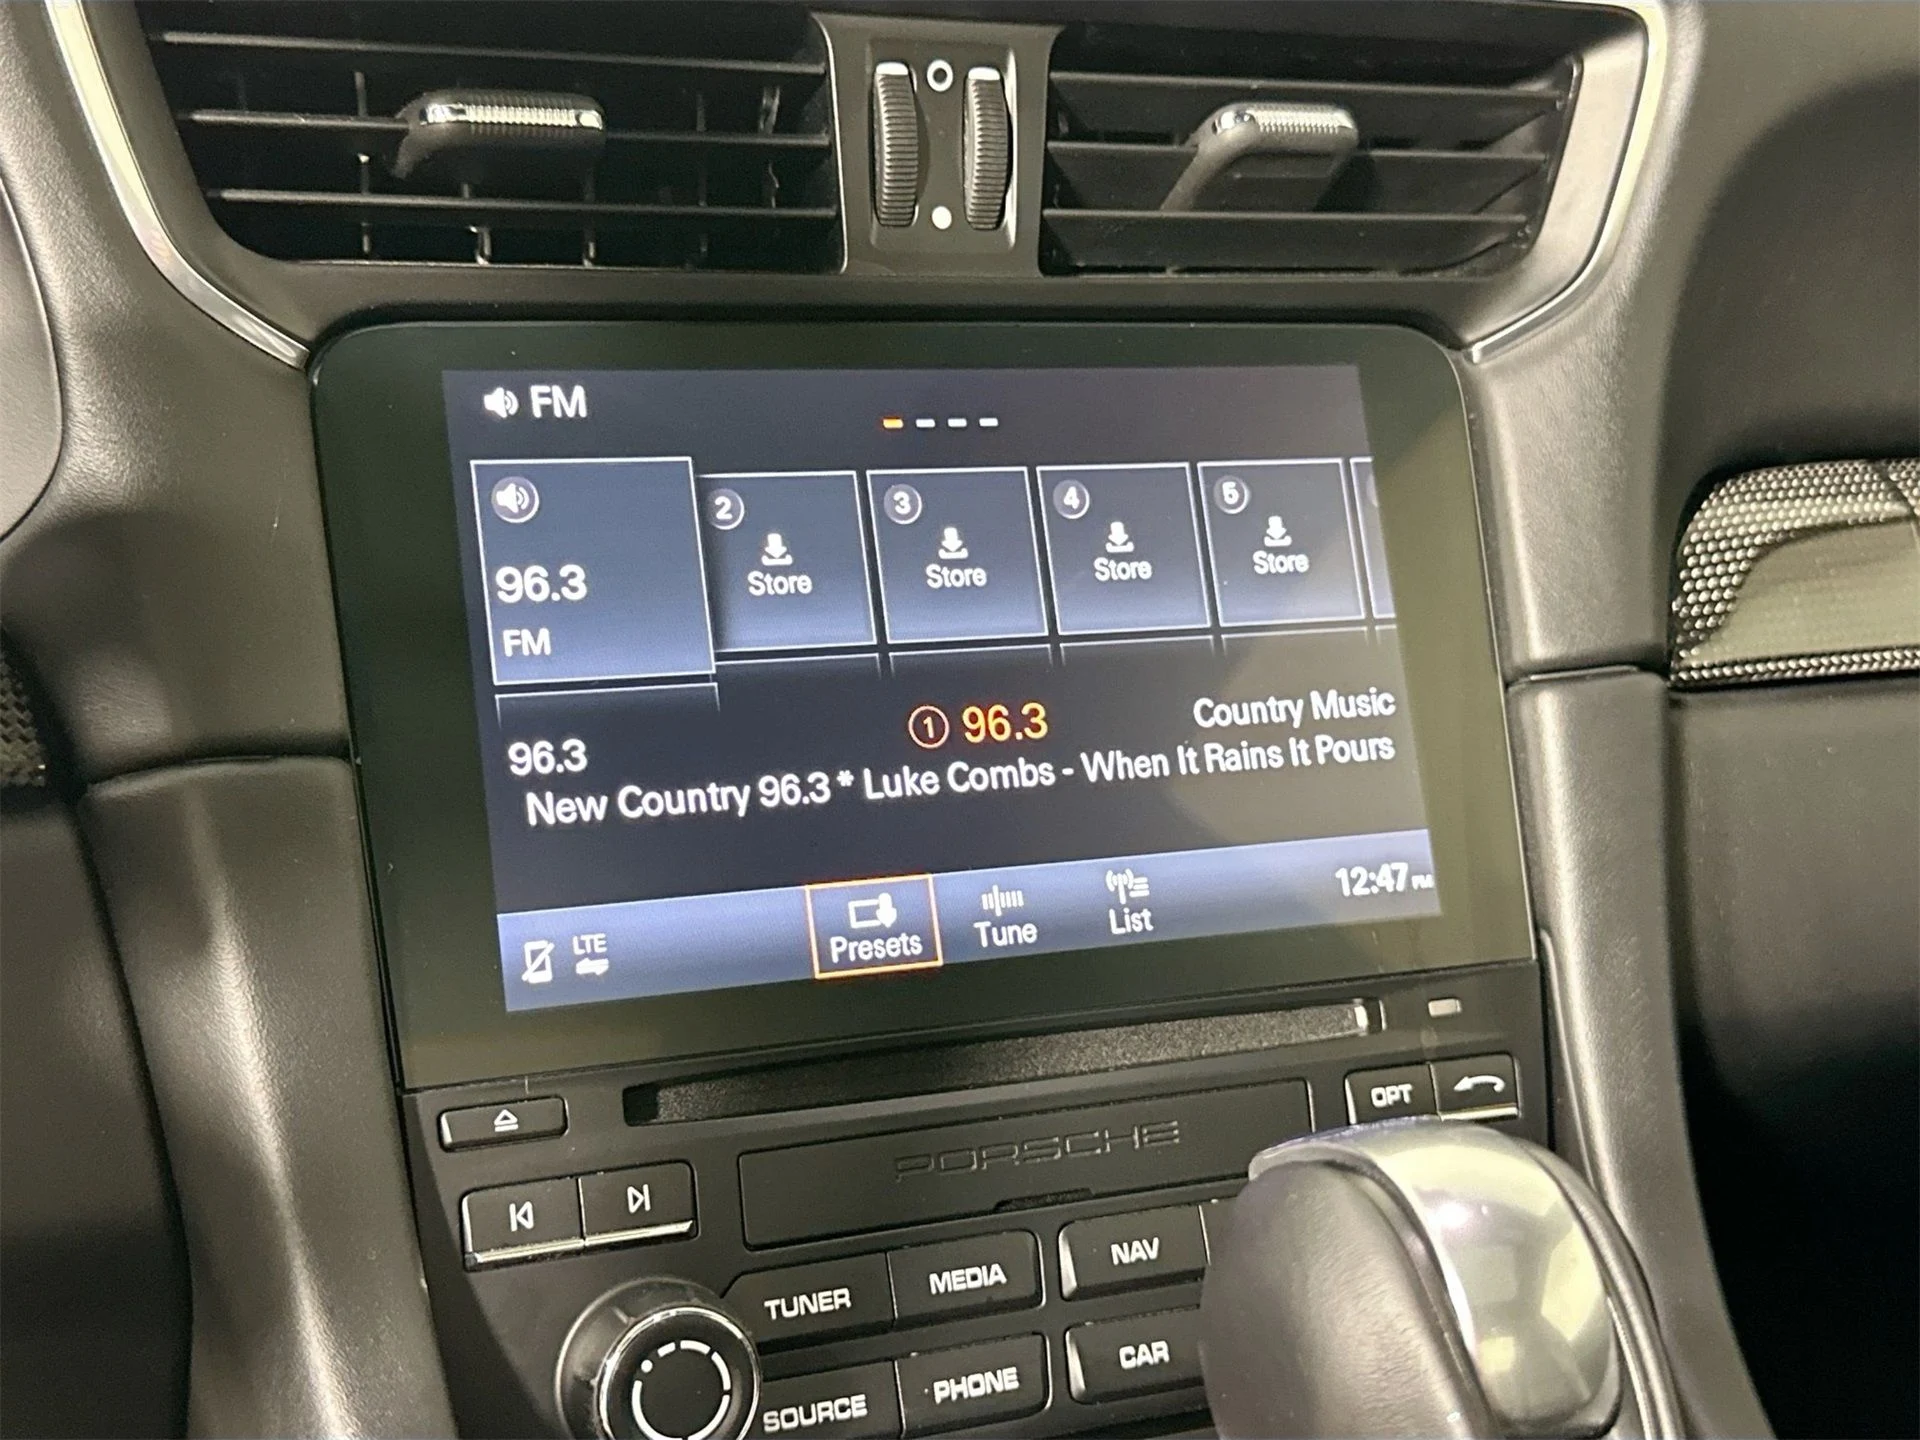 FM
2
3
4
5
Store
Store
Store
Store
96.3
FM
1 96.3
Country Music
96.3
New Country 96.3 * Luke Combs - When It Rains It Pours
LTE
Presets
Tune
List
12:47 PM
OPT
PORSCHE
TUNER
MEDIA
NAV
SOURCE
PHONE
CAR